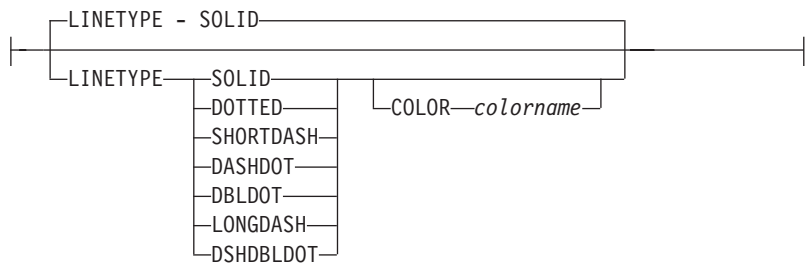 LINETYPE - SOLID
LINETYPE SOLID
DOTTED COLOR colorname
SHORTDASH
DASHDOT
DBLDOT
LONGDASH
DSHDBLDOT